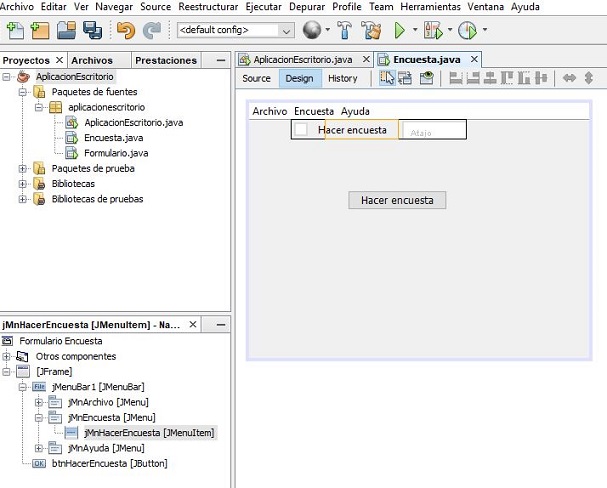 Archivo Editar Ver Navegar Source Reestructurar Ejecutar Depurar Profile Team Herramientas Ventana Ayuda
<default config>
Proyectos Archivos Prestaciones
AplicacionEscritorio
Paquetes de fuentes
aplicacionescritorio
AplicacionEscritorio.java
Encuesta.java
Formulario.java
Paquetes de prueba
Bibliotecas
Bibliotecas de pruebas
AplicacionEscritorio.java Encuesta.java
Source Design History
Archivo Encuesta Ayuda
Hacer encuesta Atajo
Hacer encuesta
jMnHacerEncuesta [JMenuItem] - Na...
Formulario Encuesta
Otros componentes
[JFrame]
jMenuBar1 [JMenuBar]
jMnArchivo [JMenu]
jMnEncuesta [JMenu]
jMnHacerEncuesta [JMenuItem]
jMnAyuda [JMenu]
btnHacerEncuesta [JButton]